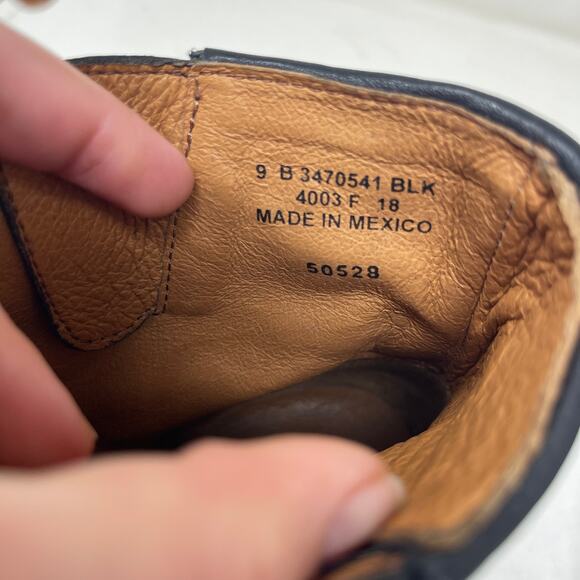 9 B 3470541 BLK
4003 F 18
MADE IN MEXICO
50528